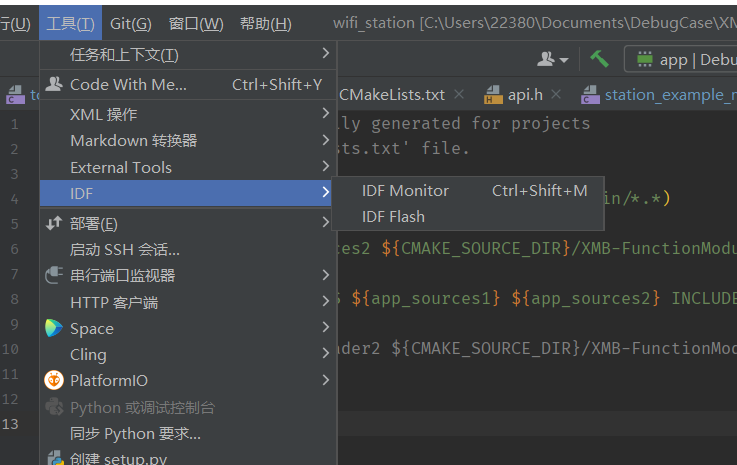 行(U) 工具(T) Git(G) 窗口(W) 帮助(H) wifi_station [C:\Users\22380\Documents\DebugCase\XM
任务和上下文(T)
app | Debu
Code With Me... Ctrl+Shift+Y
CMakeLists.txt api.h station_example_
1 XML 操作 lly generated for projects
2 Markdown 转换器 sts.txt' file.
3 External Tools
4 IDF in/*.*)
IDF Monitor Ctrl+Shift+M
IDF Flash
5 部署(E)
6 启动 SSH 会话... ces2 ${CMAKE_SOURCE_DIR}/XMB-FunctionModu
7 串行端口监视器
8 HTTP 客户端 S ${app_sources1} ${app_sources2} INCLUDE
9 Space
10 Cling der2 ${CMAKE_SOURCE_DIR}/XMB-FunctionMod
11 PlatformIO
12 Python 或调试控制台
13 同步 Python 要求...
创建 setup.py